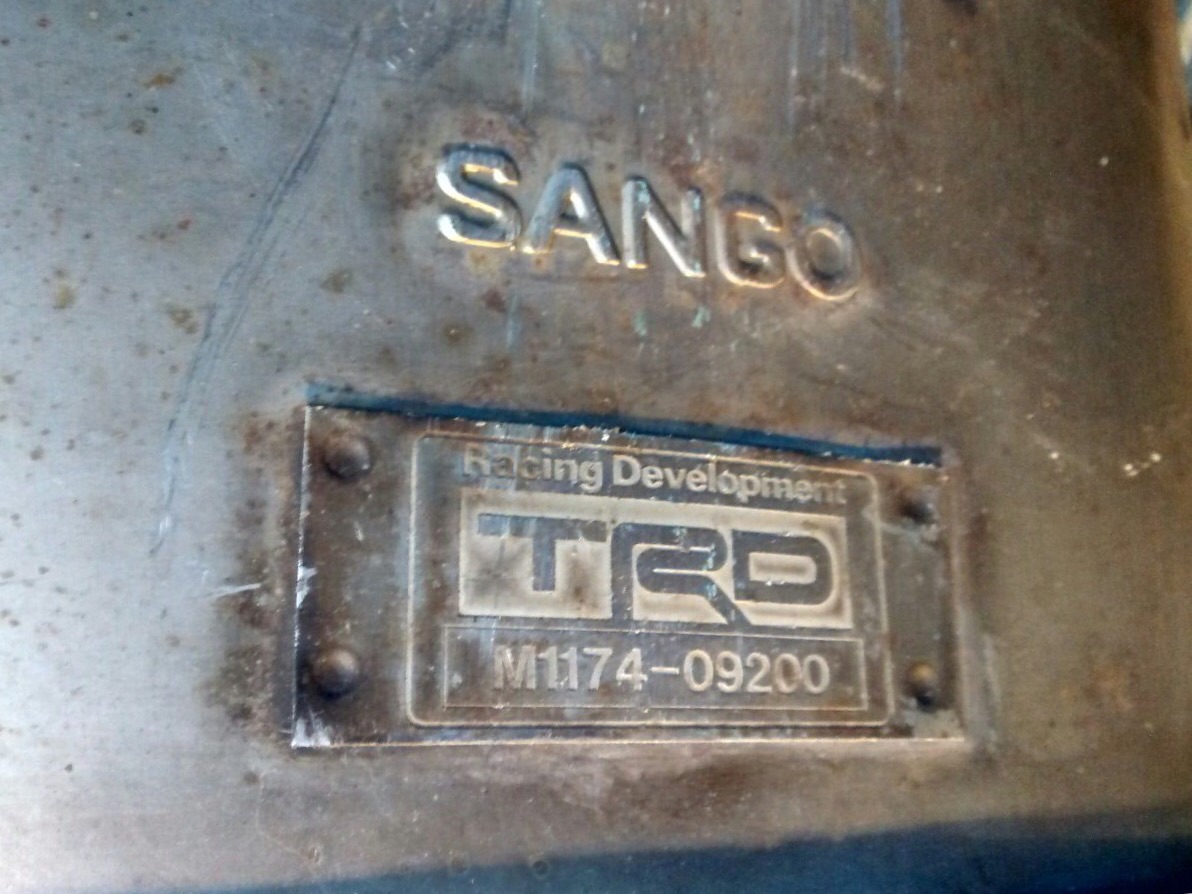 SANGO
Racing Development
TRD
M1174-09200